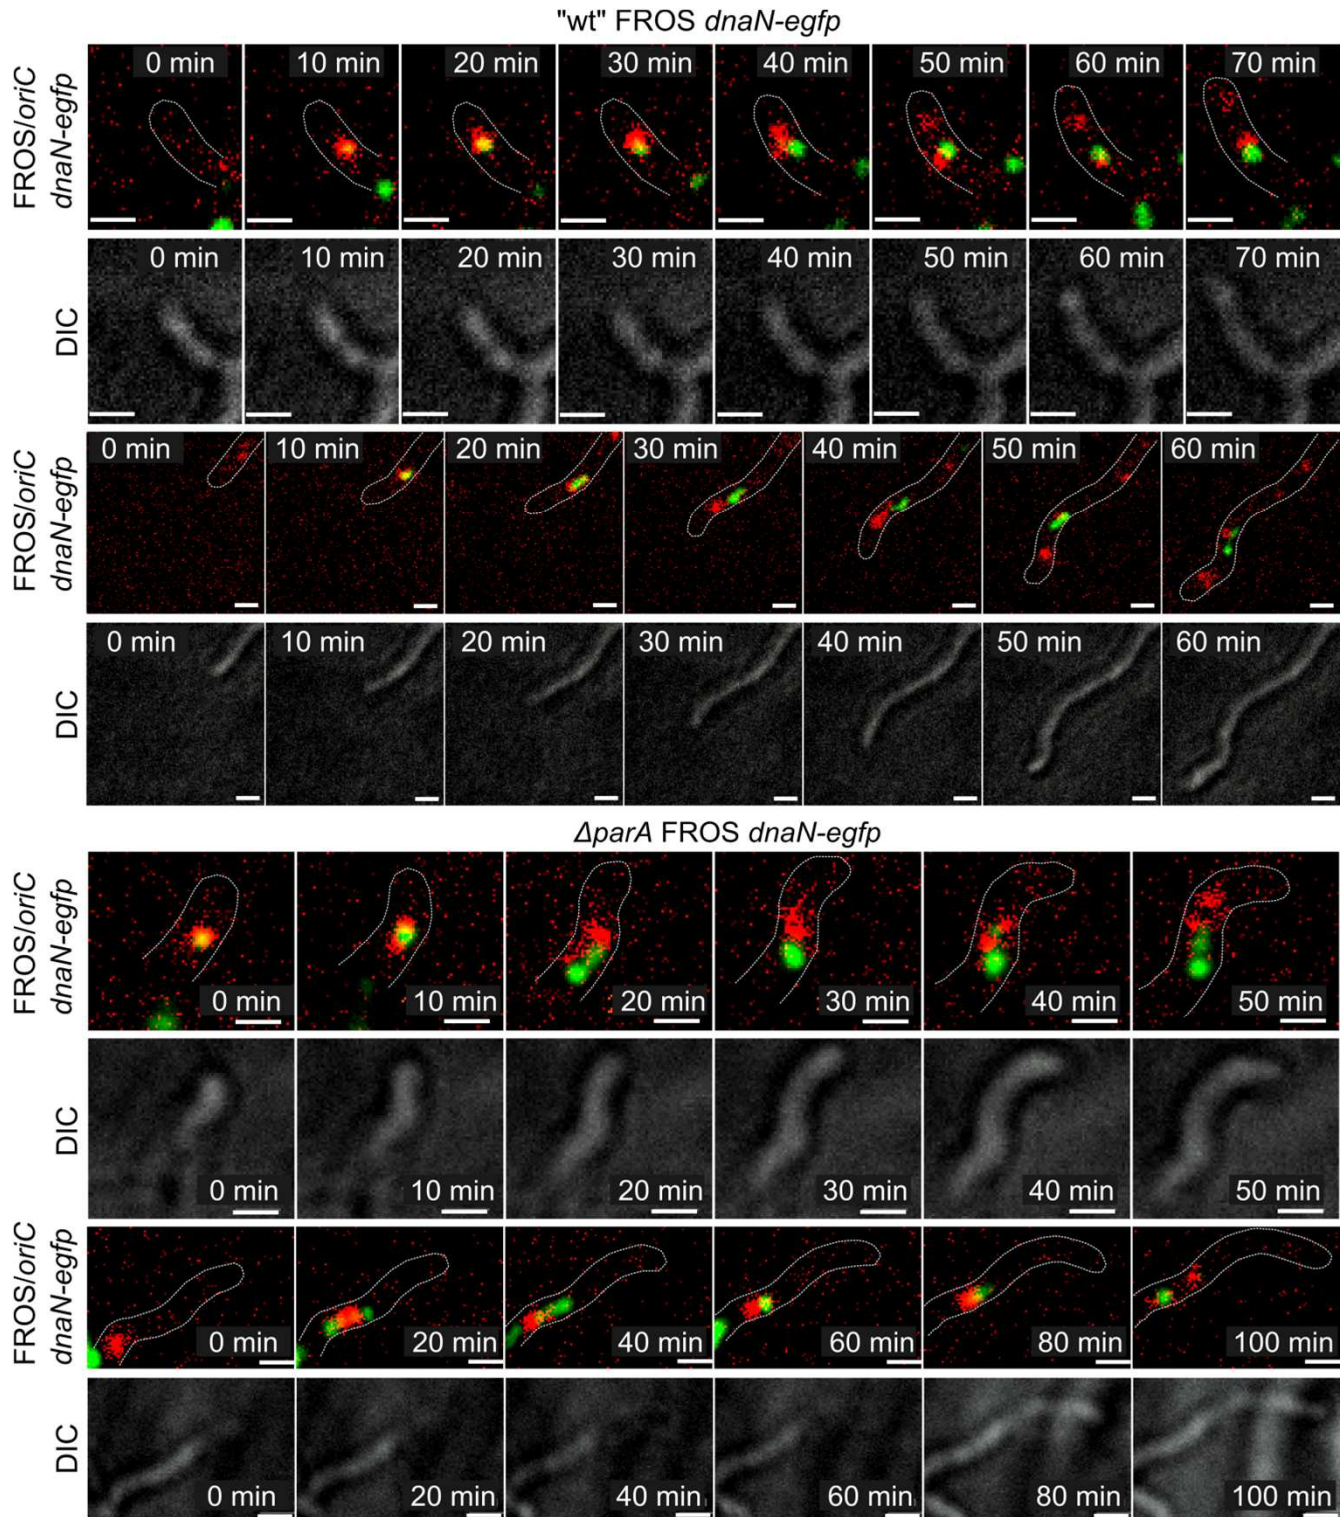 "wt" FROS dnaN-egfp
FROS/oriC
dnaN-egfp
0 min 10 min 20 min 30 min 40 min 50 min 60 min 70 min
DIC
0 min 10 min 20 min 30 min 40 min 50 min 60 min 70 min
FROS/oriC
dnaN-egfp
0 min 10 min 20 min 30 min 40 min 50 min 60 min
DIC
0 min 10 min 20 min 30 min 40 min 50 min 60 min
ΔparA FROS dnaN-egfp
FROS/oriC
dnaN-egfp
0 min 10 min 20 min 30 min 40 min 50 min
DIC
0 min 10 min 20 min 30 min 40 min 50 min
FROS/oriC
dnaN-egfp
0 min 20 min 40 min 60 min 80 min 100 min
DIC
0 min 20 min 40 min 60 min 80 min 100 min